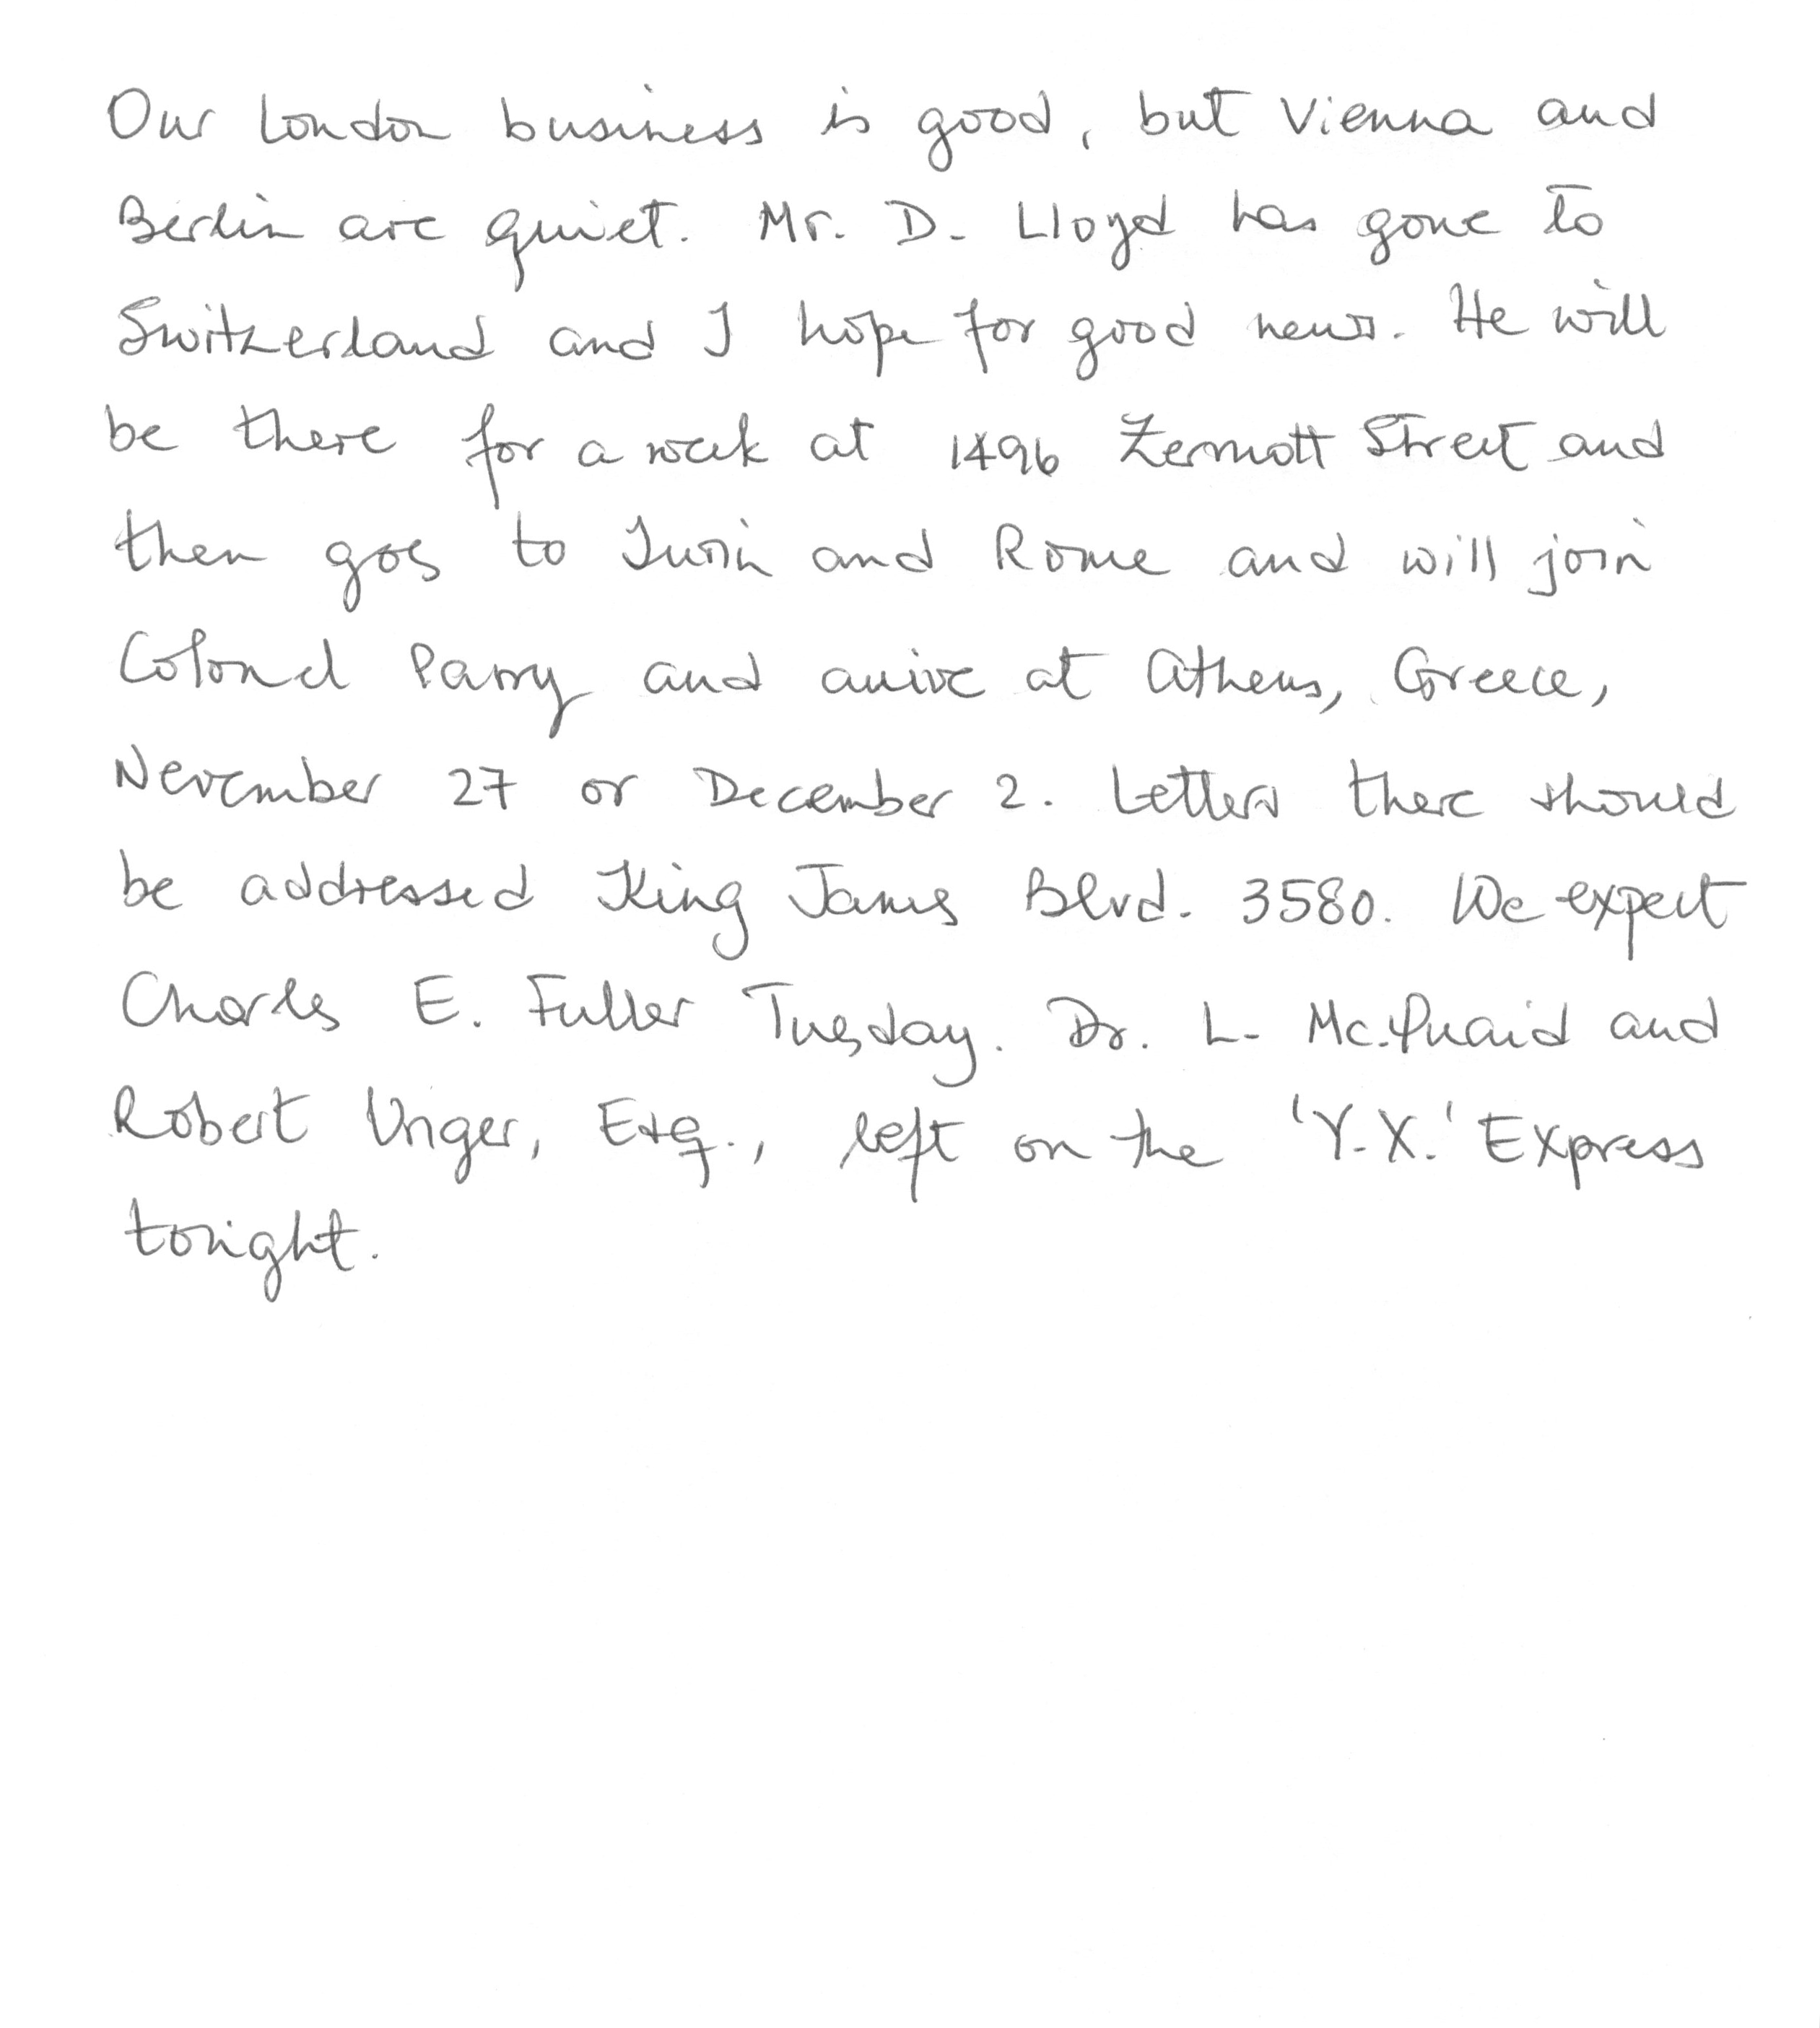 Our London business is good, but Vienna and
Berlin are quiet. Mr. D. Lloyd has gone to
Switzerland and I hope for good news. He will
be there for a week at 1496 Zermott Street and
then goes to Turin and Rome and will join
Colonel Parry and arrive at Athens, Greece,
November 27 or December 2. Letters there should
be addressed King James Blvd. 3580. We expect
Charles E. Fuller Tuesday. Dr. L. Mc.Quaid and
Robert Unger, Esq., left on the 'Y.X.' Express
tonight.